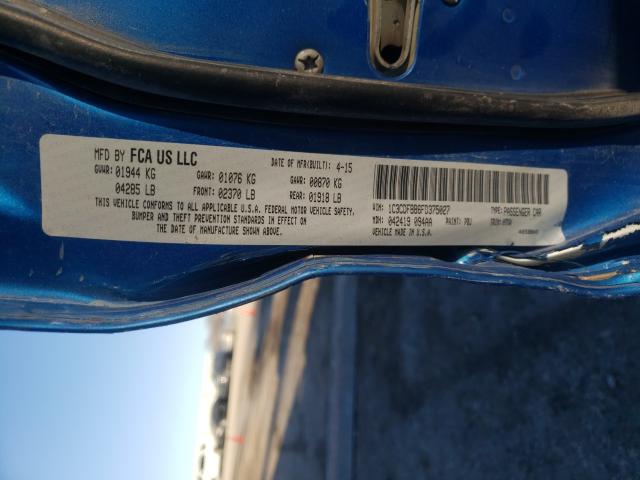 MFD BY FCA US LLC
DATE OF MFR(BUILT): 4-15
GVWR: 01944 KG GAWR: 01076 KG GAWR: 00870 KG
04285 LB FRONT: 02370 LB REAR: 01918 LB
THIS VEHICLE CONFORMS TO ALL APPLICABLE U.S.A. FEDERAL MOTOR VEHICLE SAFETY,
BUMPER AND THEFT PREVENTION STANDARDS IN EFFECT ON
THE DATE OF MANUFACTURE SHOWN ABOVE.
VIN: 1C3CDFBB6FD375027 TYPE: PASSENGER CAR
MDH: 042419 094AA PAINT: PBJ
VEHICLE MADE IN U.S.A.